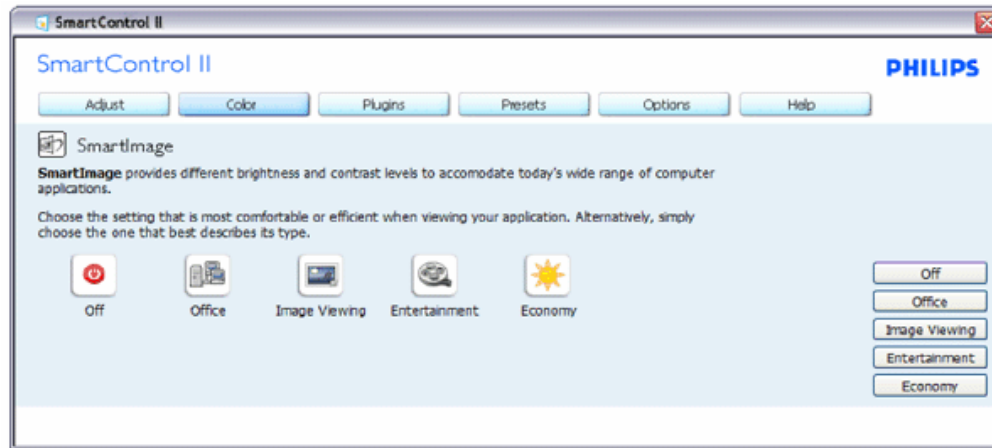 SmartControl II
SmartControl II
PHILIPS
Adjust Color Plugins Presets Options Help
SmartImage
SmartImage provides different brightness and contrast levels to accomodate today's wide range of computer
applications.
Choose the setting that is most comfortable or efficient when viewing your application. Alternatively, simply
choose the one that best describes its type.
Off Office Image Viewing Entertainment Economy
Off
Office
Image Viewing
Entertainment
Economy